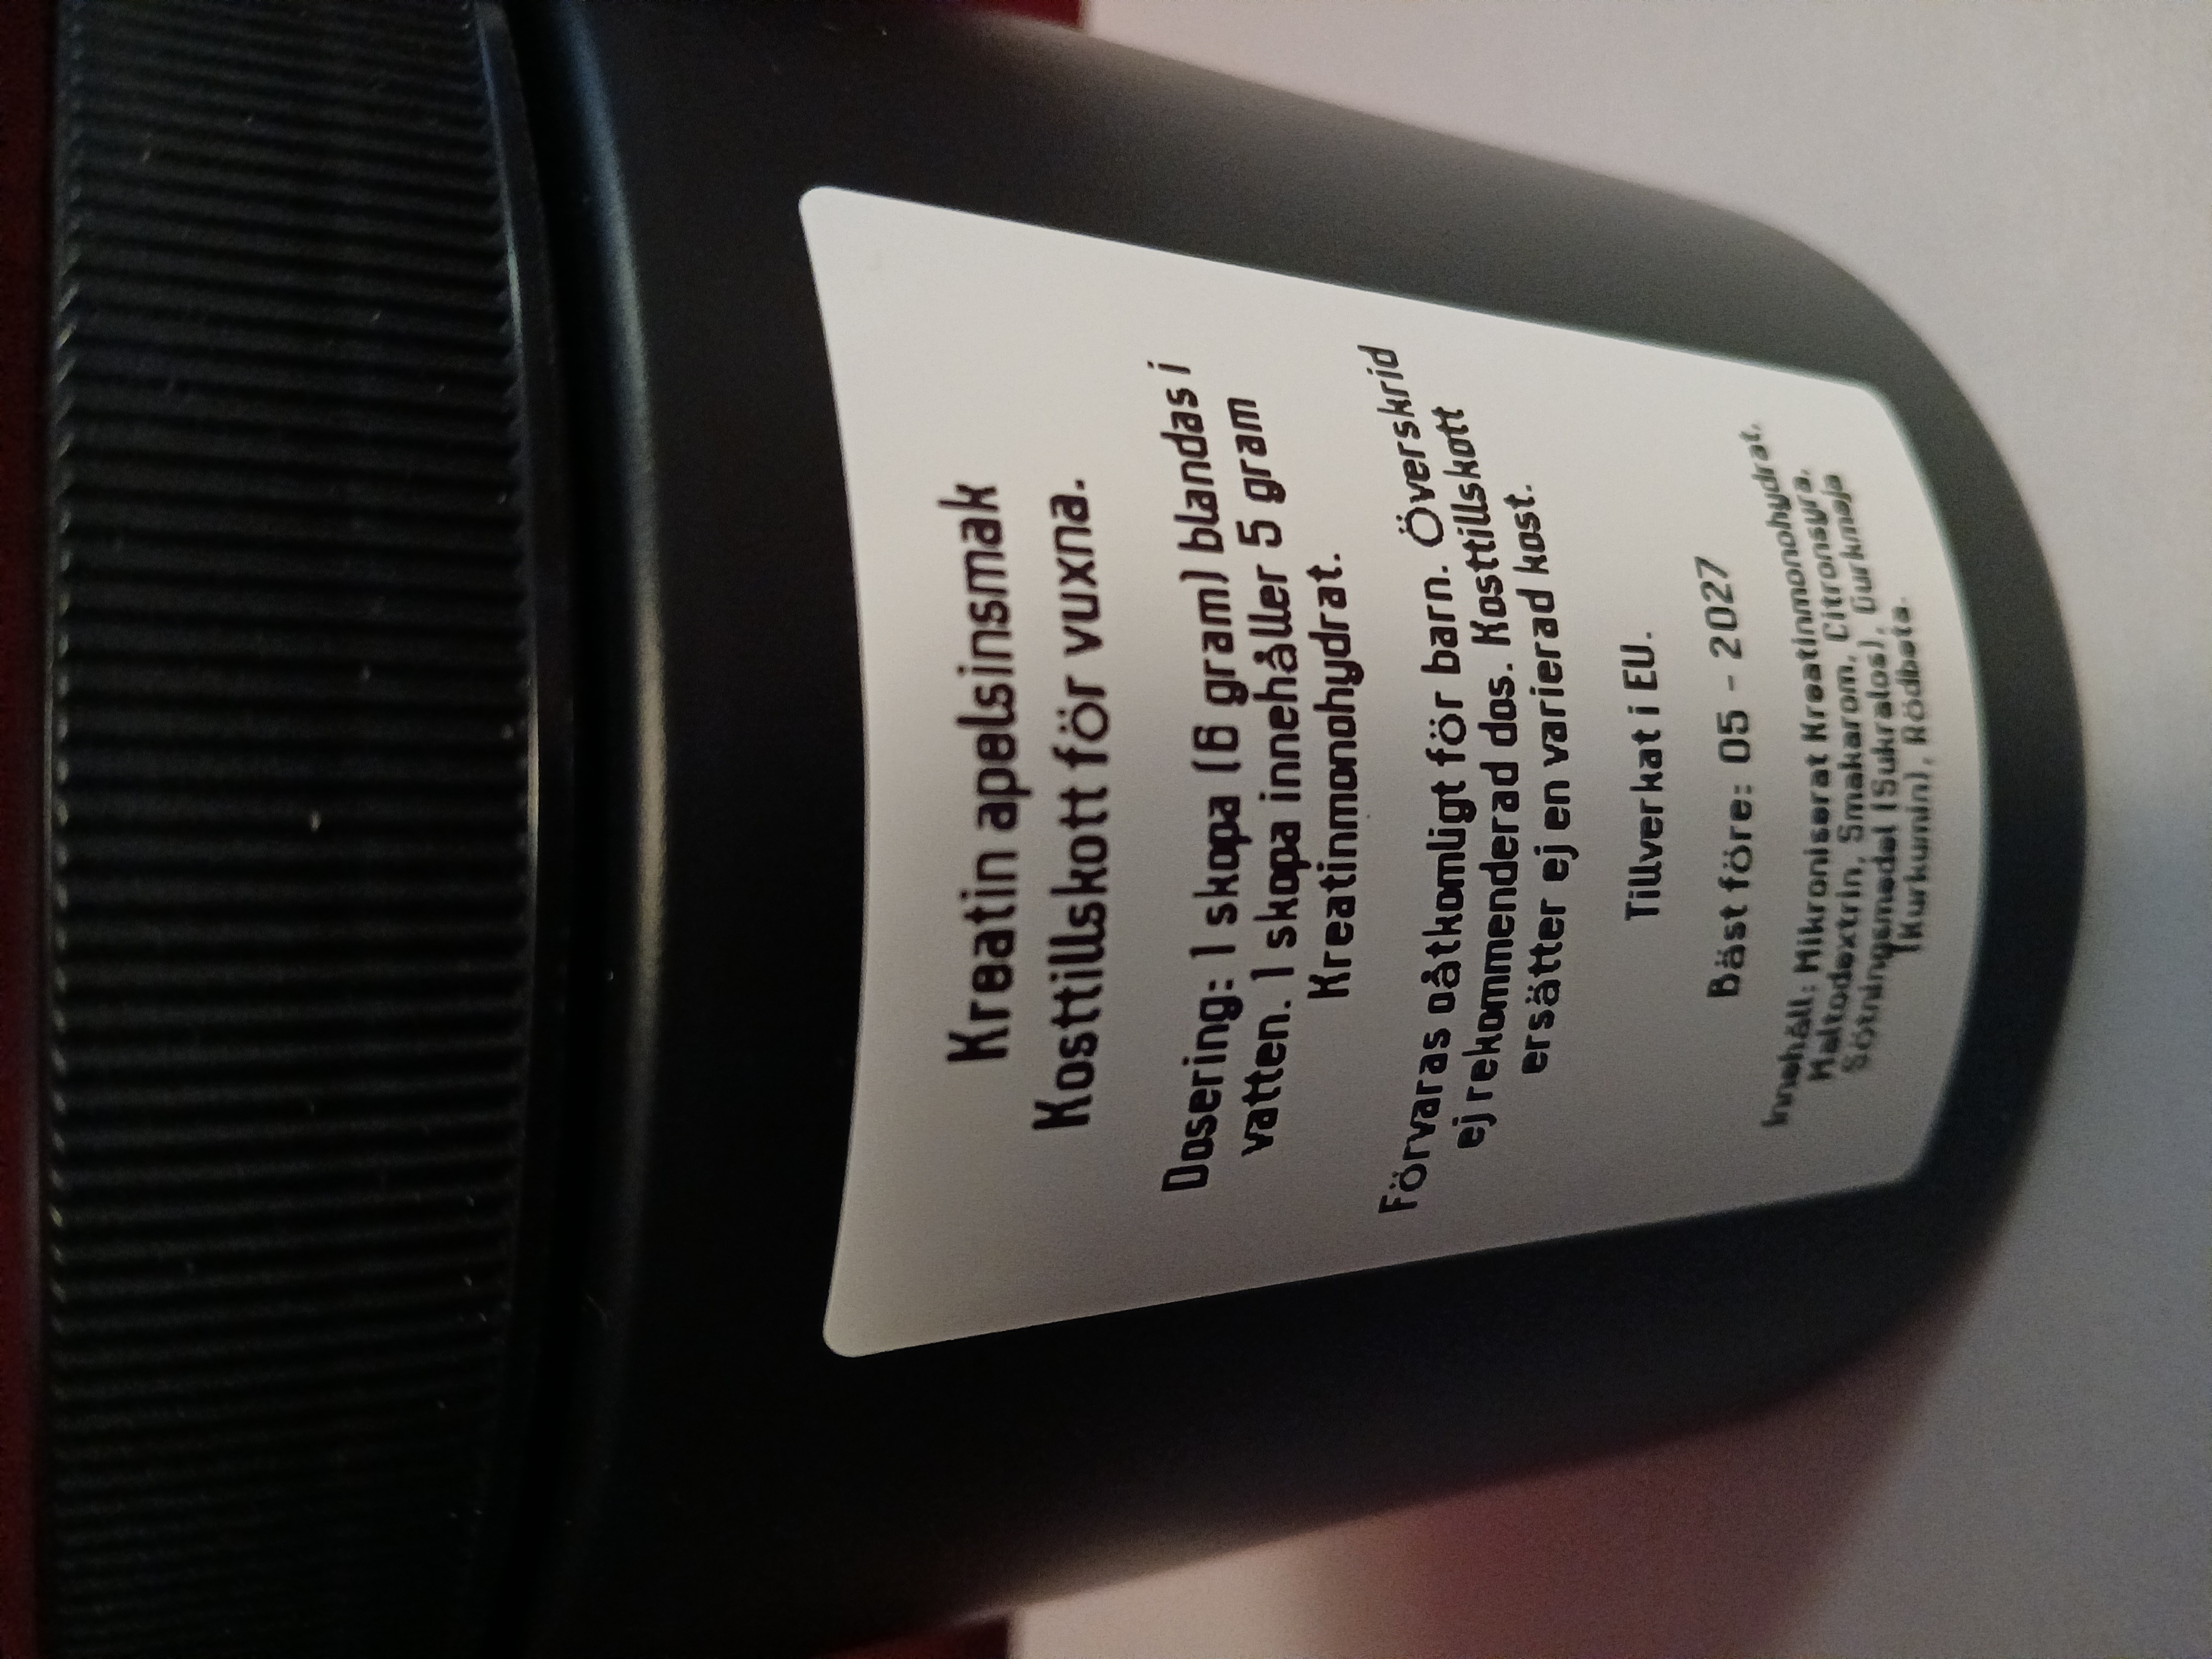 Kreatin apelsinsmak
Kosttillskott för vuxna.
Dosering: 1 skopa (6 gram) blandas i
vatten. 1 skopa innehåller 5 gram
Kreatinmonohydrat.
Förvaras oåtkomligt för barn. Överskrid
ej rekommenderad dos. Kosttillskott
ersätter ej en varierad kost.
Tillverkat i EU.
Bäst före: 05 - 2027
Innehåll: Mikroniserat Kreatinmonohydrat,
Maltodextrin, Smakarom, Citronsyra,
Sötningsmedel (Sukralos), Gurkmeja
(Kurkumin), Rödbeta.